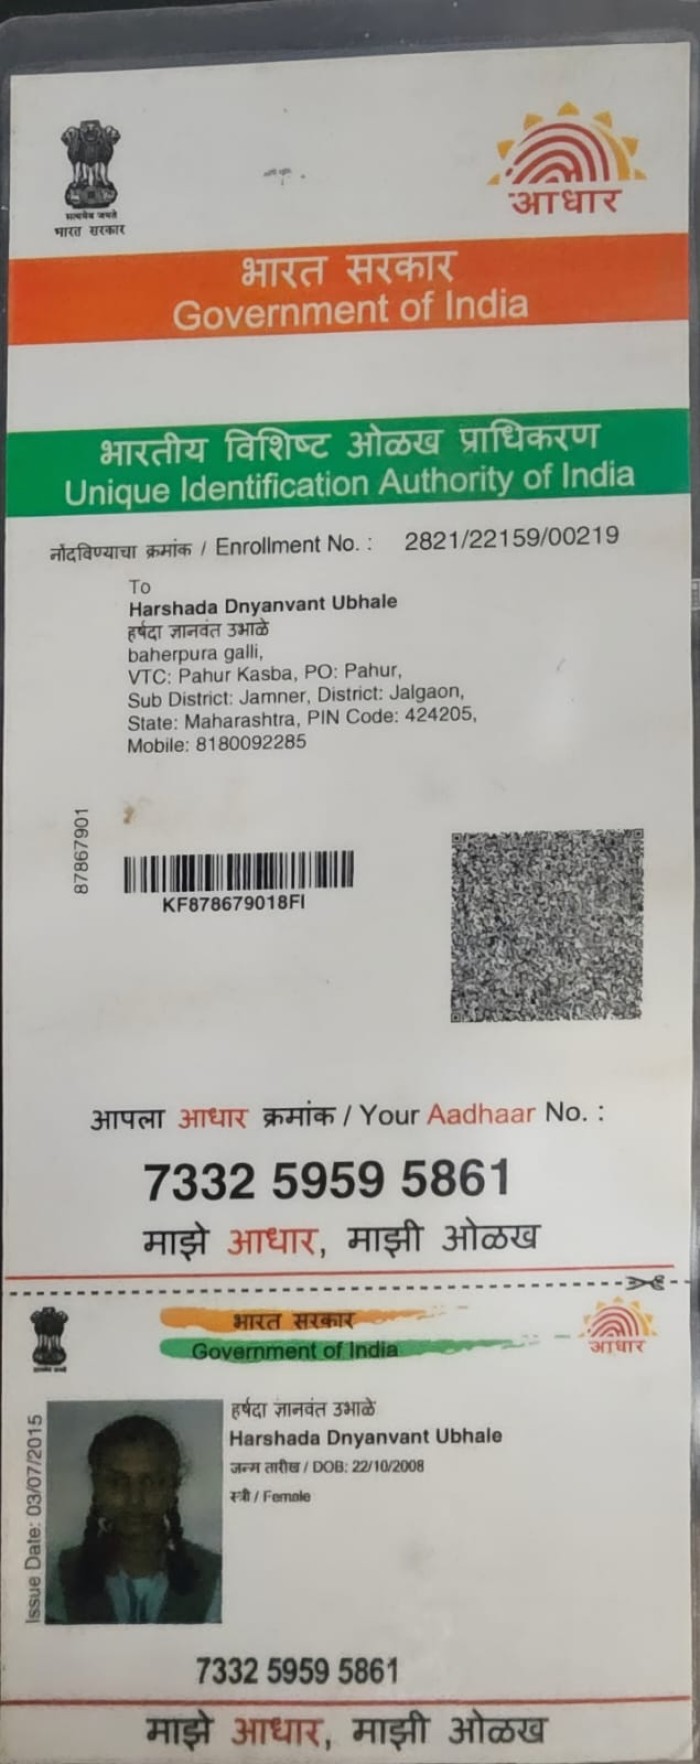 सत्यमेव जयते
भारत सरकार
आधार
भारत सरकार
Government of India
भारतीय विशिष्ट ओळख प्राधिकरण
Unique Identification Authority of India
नोंदविण्याचा क्रमांक / Enrollment No. : 2821/22159/00219
To
Harshada Dnyanvant Ubhale
हर्षदा ज्ञानवंत उभाळे
baherpura galli,
VTC: Pahur Kasba, PO: Pahur,
Sub District: Jamner, District: Jalgaon,
State: Maharashtra, PIN Code: 424205,
Mobile: 8180092285
87867901
KF878679018FI
आपला आधार क्रमांक / Your Aadhaar No. :
7332 5959 5861
माझे आधार, माझी ओळख
भारत सरकार
Government of India
आधार
Issue Date: 03/07/2015
हर्षदा ज्ञानवंत उभाळे
Harshada Dnyanvant Ubhale
जन्म तारीख / DOB: 22/10/2008
स्त्री / Female
7332 5959 5861
माझे आधार, माझी ओळख